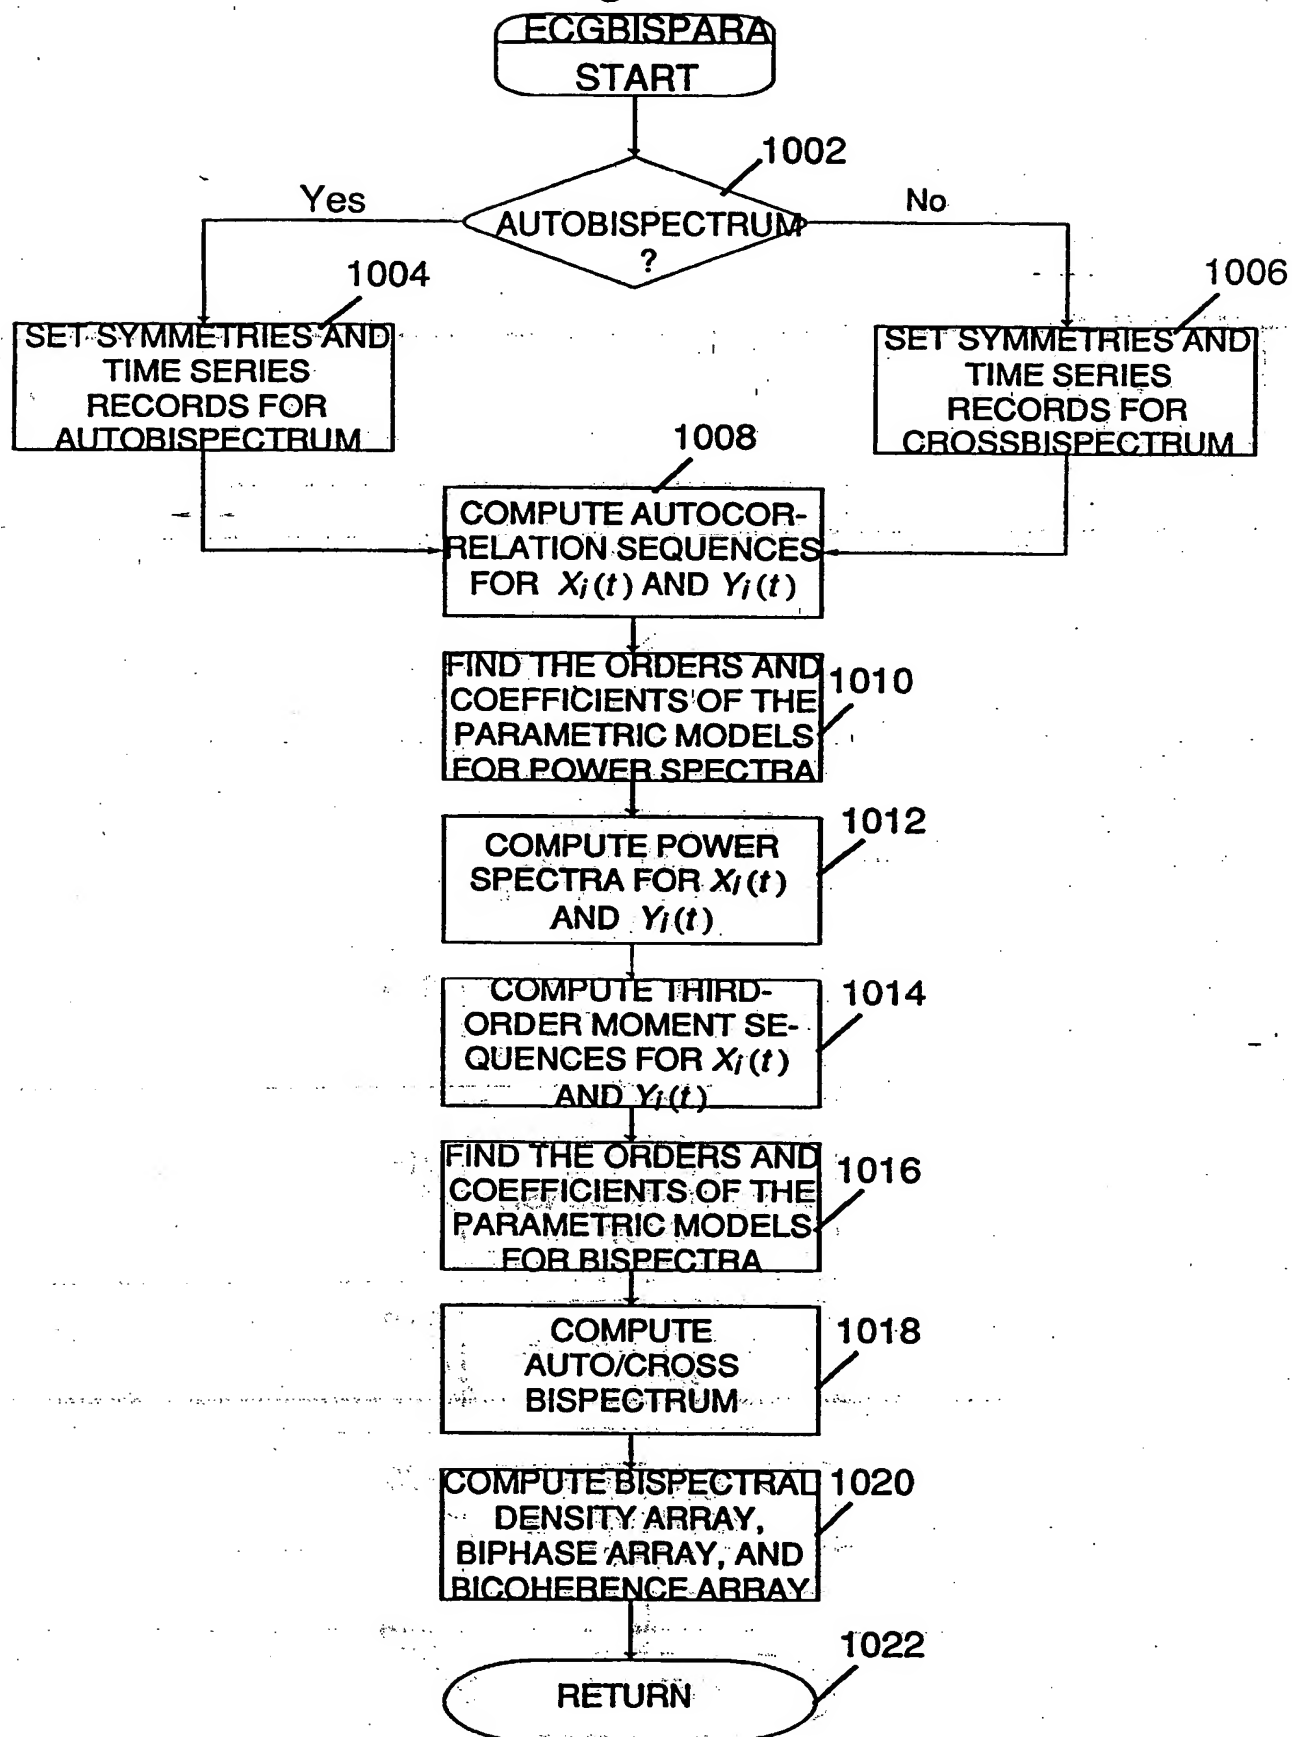 ECGBISPARA
START
1002
Yes
No
AUTOBISPECTRUM
?
1004
1006
SET SYMMETRIES AND
TIME SERIES
RECORDS FOR
AUTOBISPECTRUM
SET SYMMETRIES AND
TIME SERIES
RECORDS FOR
CROSSBISPECTRUM
1008
COMPUTE AUTOCOR-
RELATION SEQUENCES
FOR Xi(t) AND Yi(t)
FIND THE ORDERS AND
COEFFICIENTS OF THE
PARAMETRIC MODELS
FOR POWER SPECTRA
1010
COMPUTE POWER
SPECTRA FOR Xi(t)
AND Yi(t)
1012
COMPUTE THIRD-
ORDER MOMENT SE-
QUENCES FOR Xi(t)
AND Yi(t)
1014
FIND THE ORDERS AND
COEFFICIENTS OF THE
PARAMETRIC MODELS
FOR BISPECTRA
1016
COMPUTE
AUTO/CROSS
BISPECTRUM
1018
COMPUTE BISPECTRAL
DENSITY ARRAY,
BIPHASE ARRAY, AND
BICOHERENCE ARRAY
1020
1022
RETURN